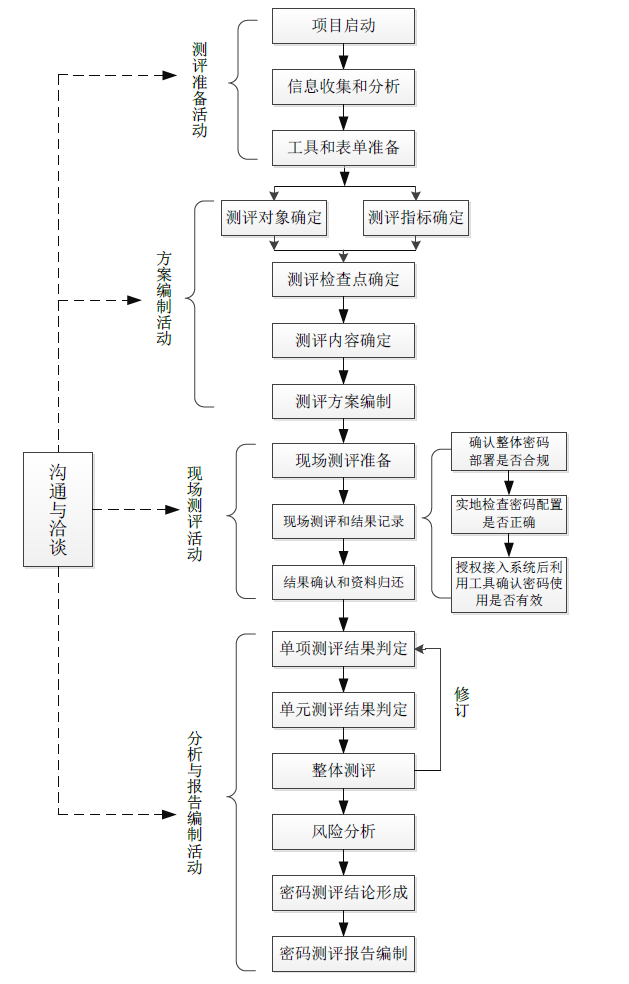 项目启动
信息收集和分析
工具和表单准备
测评准备活动
测评对象确定
测评指标确定
测评检查点确定
测评内容确定
测评方案编制
方案编制活动
沟通与洽谈
现场测评准备
现场测评和结果记录
结果确认和资料归还
现场测评活动
确认整体密码
部署是否合规
实地检查密码配置
是否正确
授权接入系统后利
用工具确认密码使
用是否有效
单项测评结果判定
单元测评结果判定
整体测评
修订
风险分析
密码测评结论形成
密码测评报告编制
分析与报告编制活动